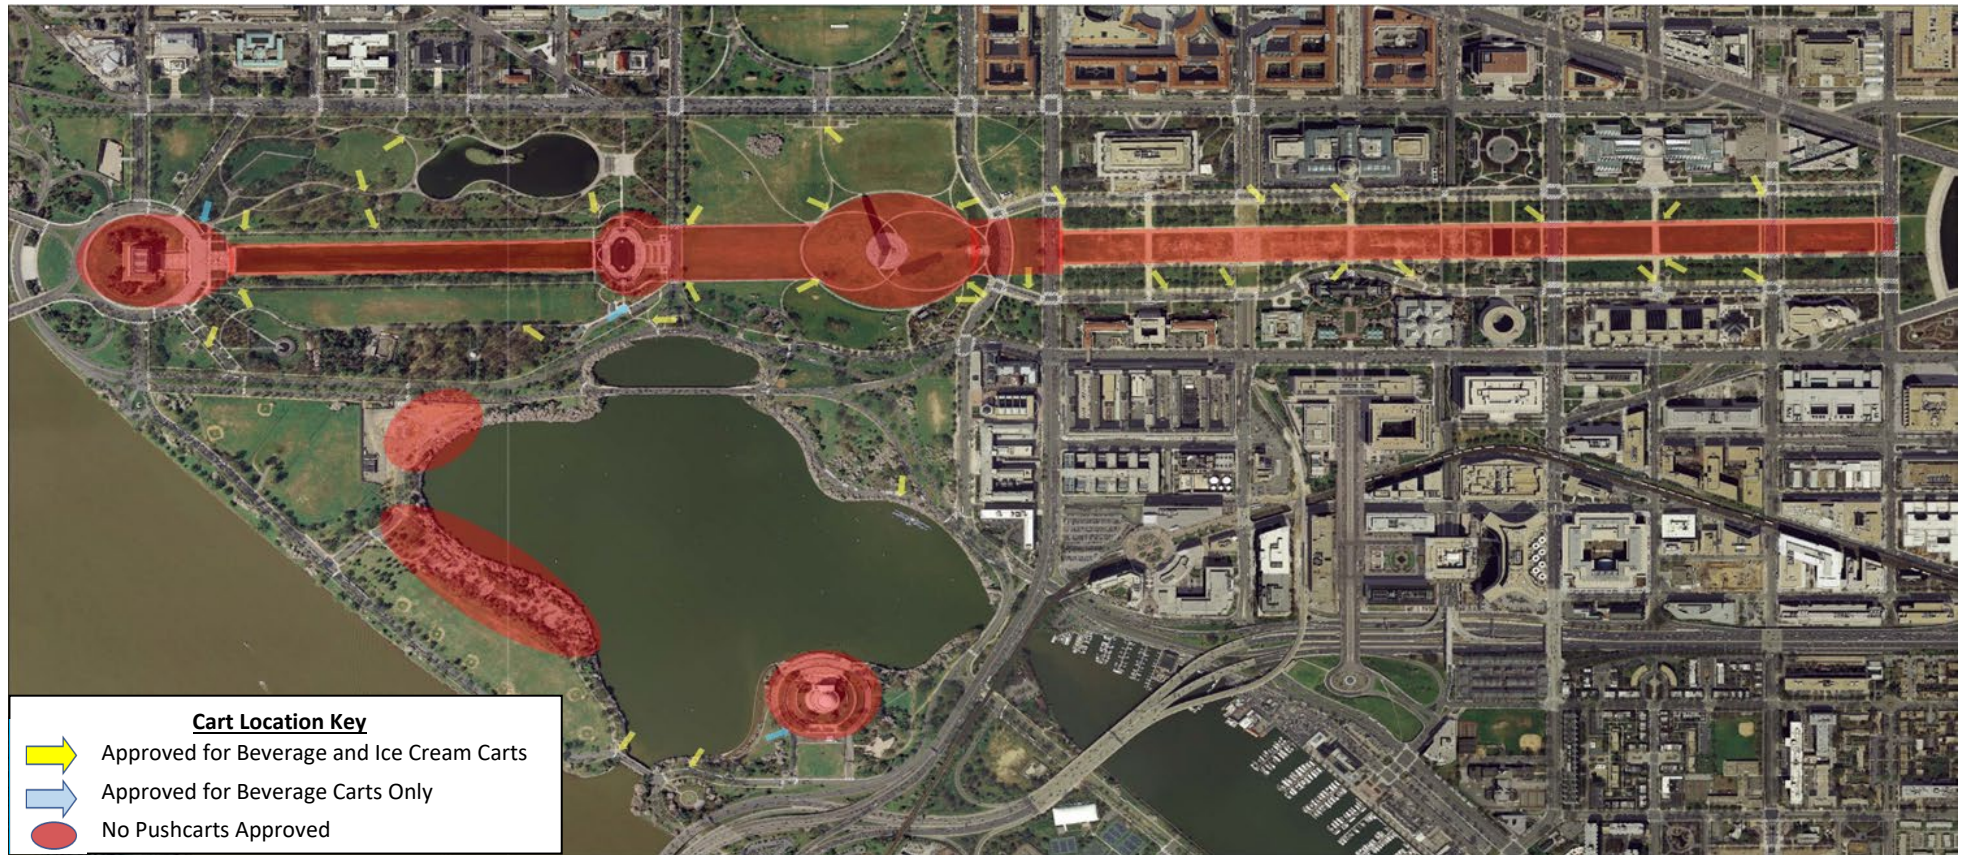 Cart Location Key
Approved for Beverage and Ice Cream Carts
Approved for Beverage Carts Only
No Pushcarts Approved